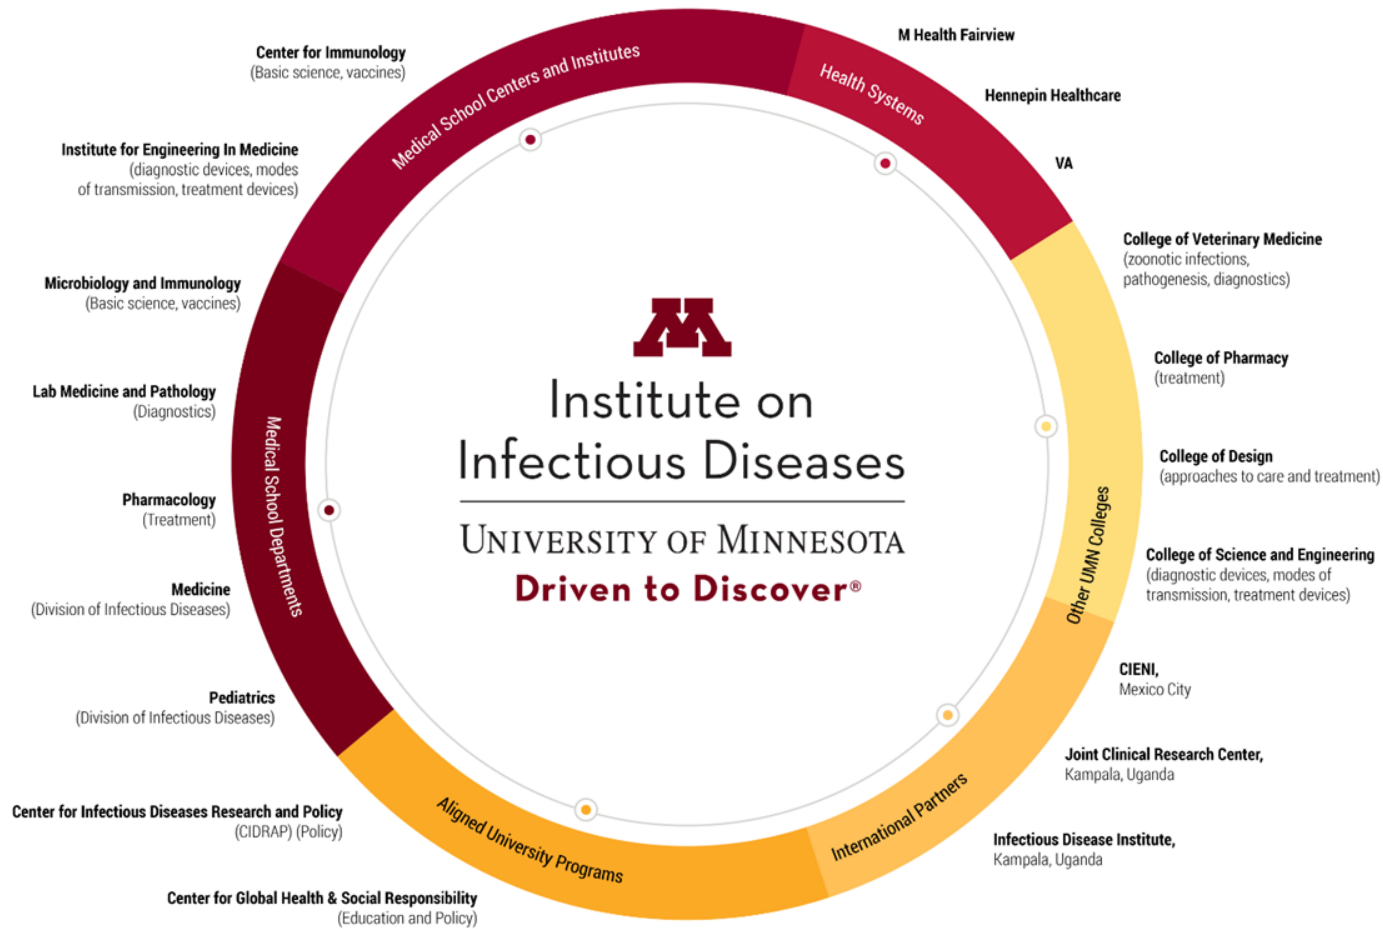 Center for Immunology
(Basic science, vaccines)
Institute for Engineering In Medicine
(diagnostic devices, modes
of transmission, treatment devices)
Microbiology and Immunology
(Basic science, vaccines)
Lab Medicine and Pathology
(Diagnostics)
Pharmacology
(Treatment)
Medicine
(Division of Infectious Diseases)
Pediatrics
(Division of Infectious Diseases)
Center for Infectious Diseases Research and Policy
(CIDRAP) (Policy)
Center for Global Health & Social Responsibility
(Education and Policy)
Medical School Centers and Institutes
Health Systems
Medical School Departments
Other UMN Colleges
Aligned University Programs
International Partners
M
Institute on
Infectious Diseases
UNIVERSITY OF MINNESOTA
Driven to Discover®
M Health Fairview
Hennepin Healthcare
VA
College of Veterinary Medicine
(zoonotic infections,
pathogenesis, diagnostics)
College of Pharmacy
(treatment)
College of Design
(approaches to care and treatment)
College of Science and Engineering
(diagnostic devices, modes of
transmission, treatment devices)
CIENI,
Mexico City
Joint Clinical Research Center,
Kampala, Uganda
Infectious Disease Institute,
Kampala, Uganda